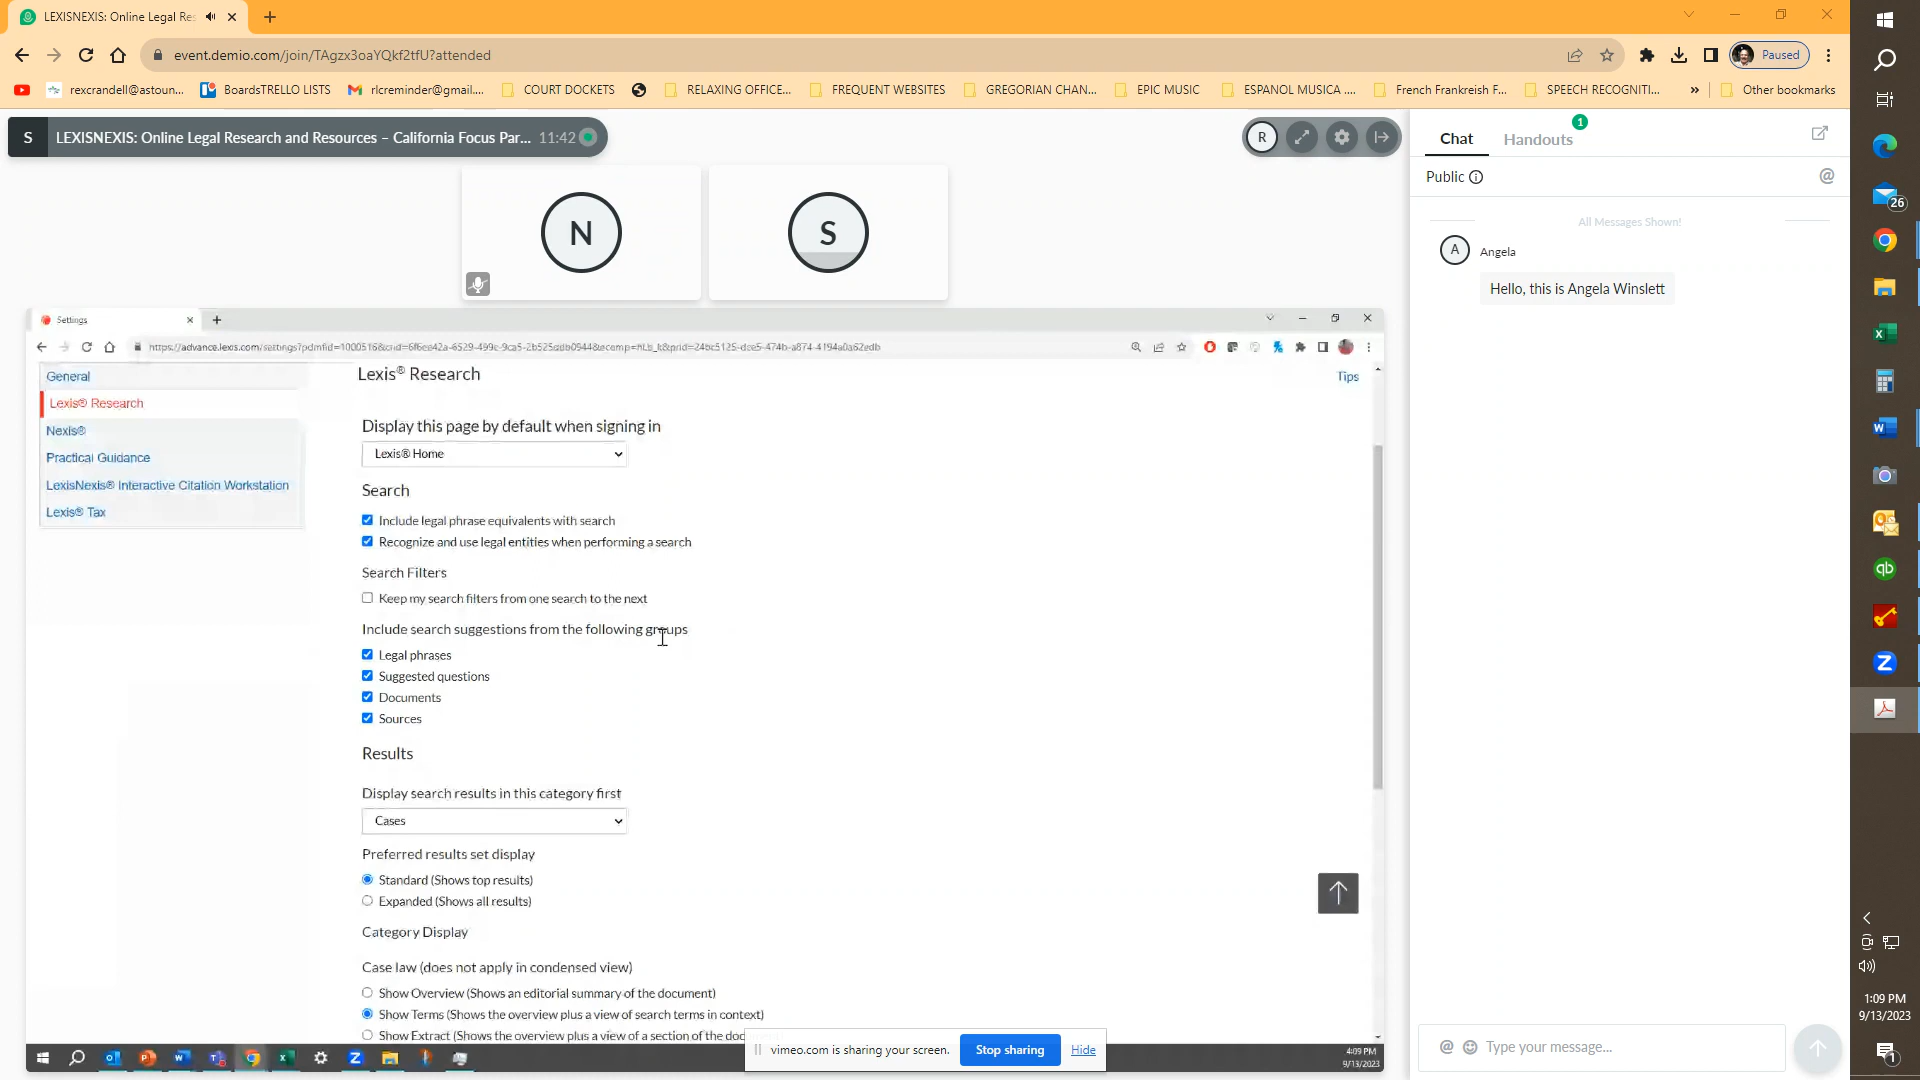 LEXISNEXIS: Online Legal Res
event.demio.com/join/TAgzx3oaYQkf2tfU?attended
Paused
rexcrandell@astoun...
BoardsTRELLO LISTS
rlcreminder@gmail....
COURT DOCKETS
RELAXING OFFICE...
FREQUENT WEBSITES
GREGORIAN CHAN...
EPIC MUSIC
ESPANOL MUSICA ....
French Frankreish F...
SPEECH RECOGNITI...
»
Other bookmarks
S
LEXISNEXIS: Online Legal Research and Resources – California Focus Par...
11:42
R
Chat
Handouts
1
Public
@
All Messages Shown!
A
Angela
Hello, this is Angela Winslett
N
S
Settings
General
Lexis® Research
Nexis®
Practical Guidance
LexisNexis® Interactive Citation Workstation
Lexis® Tax
Lexis® Research
Tips
Display this page by default when signing in
Lexis® Home
Search
Include legal phrase equivalents with search
Recognize and use legal entities when performing a search
Search Filters
Keep my search filters from one search to the next
Include search suggestions from the following groups
Legal phrases
Suggested questions
Documents
Sources
Results
Display search results in this category first
Cases
Preferred results set display
Standard (Shows top results)
Expanded (Shows all results)
Category Display
Case law (does not apply in condensed view)
Show Overview (Shows an editorial summary of the document)
Show Terms (Shows the overview plus a view of search terms in context)
Show Extract (Shows the overview plus a view of a section of the
vimeo.com is sharing your screen.
Stop sharing
Hide
4:09 PM
9/13/2023
@
Type your message...
26
1:09 PM
9/13/2023
1